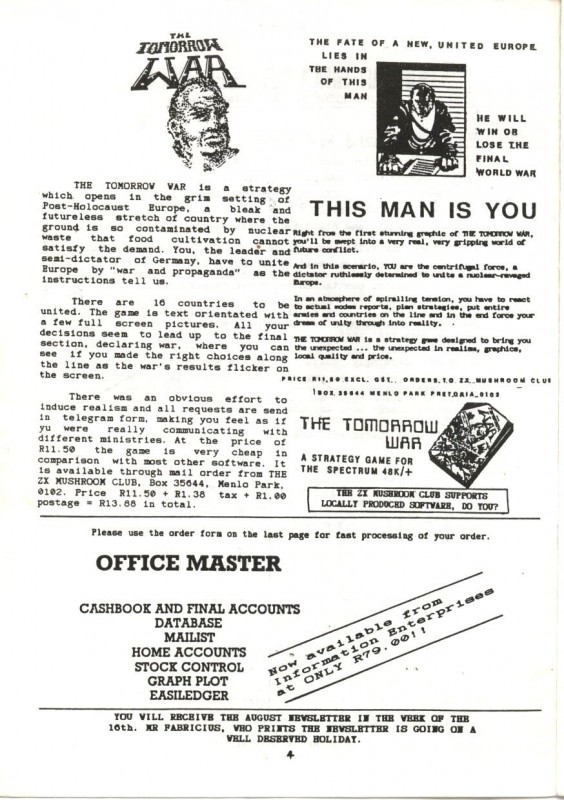 THE
TOMORROW
WAR
THE TOMORROW WAR is a strategy
which opens in the grim setting of
Post-Holocaust Europe, a bleak and
futureless stretch of country where the
ground is so contaminated by nuclear
waste that food cultivation cannot
satisfy the demand. You, the leader and
semi-dictator of Germany, have to unite
Europe by "war and propaganda" as the
instructions tell us.
There are 16 countries to be
united. The game is text orientated with
a few full screen pictures. All your
decisions seem to lead up to the final
section, declaring war, where you can
see if you made the right choices along
the line as the war's results flicker on
the screen.
There was an obvious effort to
induce realism and all requests are send
in telegram form, making you feel as if
yu were really communicating with
different ministries. At the price of
R11.50 the game is very cheap in
comparison with most other software. It
is available through mail order from THE
ZX MUSHROOM CLUB, Box 35644, Menlo Park,
0102. Price R11.50 + R1.38 tax + R1.00
postage = R13.88 in total.
THE FATE OF A NEW, UNITED EUROPE
LIES IN
THE HANDS
OF THIS
MAN
HE WILL
WIN OR
LOSE THE
FINAL
WORLD WAR
THIS MAN IS YOU
Right from the first stunning graphic of THE TOMORROW WAR,
you'll be swept into a very real, very gripping world of
future conflict.
And in this scenario, YOU are the centrifugal force, a
dictator ruthlessly determined to unite a nuclear-ravaged
Europe.
In an atmosphere of spiralling tension, you have to react
to actual modes reports, plan strategies, put entire
armies and countries on the line and in the end force your
dream of unity through into reality.
THE TOMORROW WAR is a strategy game designed to bring you
the unexpected ... the unexpected in realism, graphics,
local quality and price.
PRICE R11,50 EXCL. GST. ORDERS TO ZX MUSHROOM CLUB
BOX 35644 MENLO PARK PRETORIA 0102
THE TOMORROW
WAR
A STRATEGY GAME FOR
THE SPECTRUM 48K/+
THE ZX MUSHROOM CLUB SUPPORTS
LOCALLY PRODUCED SOFTWARE, DO YOU?
Please use the order form on the last page for fast processing of your order.
OFFICE MASTER
CASHBOOK AND FINAL ACCOUNTS
DATABASE
MAILIST
HOME ACCOUNTS
STOCK CONTROL
GRAPH PLOT
EASILEDGER
Now available from
Information Enterprises
at ONLY R79.00!!
YOU WILL RECEIVE THE AUGUST NEWSLETTER IN THE WEEK OF THE
16th. MR FABRICIUS, WHO PRINTS THE NEWSLETTER IS GOING ON A
WELL DESERVED HOLIDAY.
4